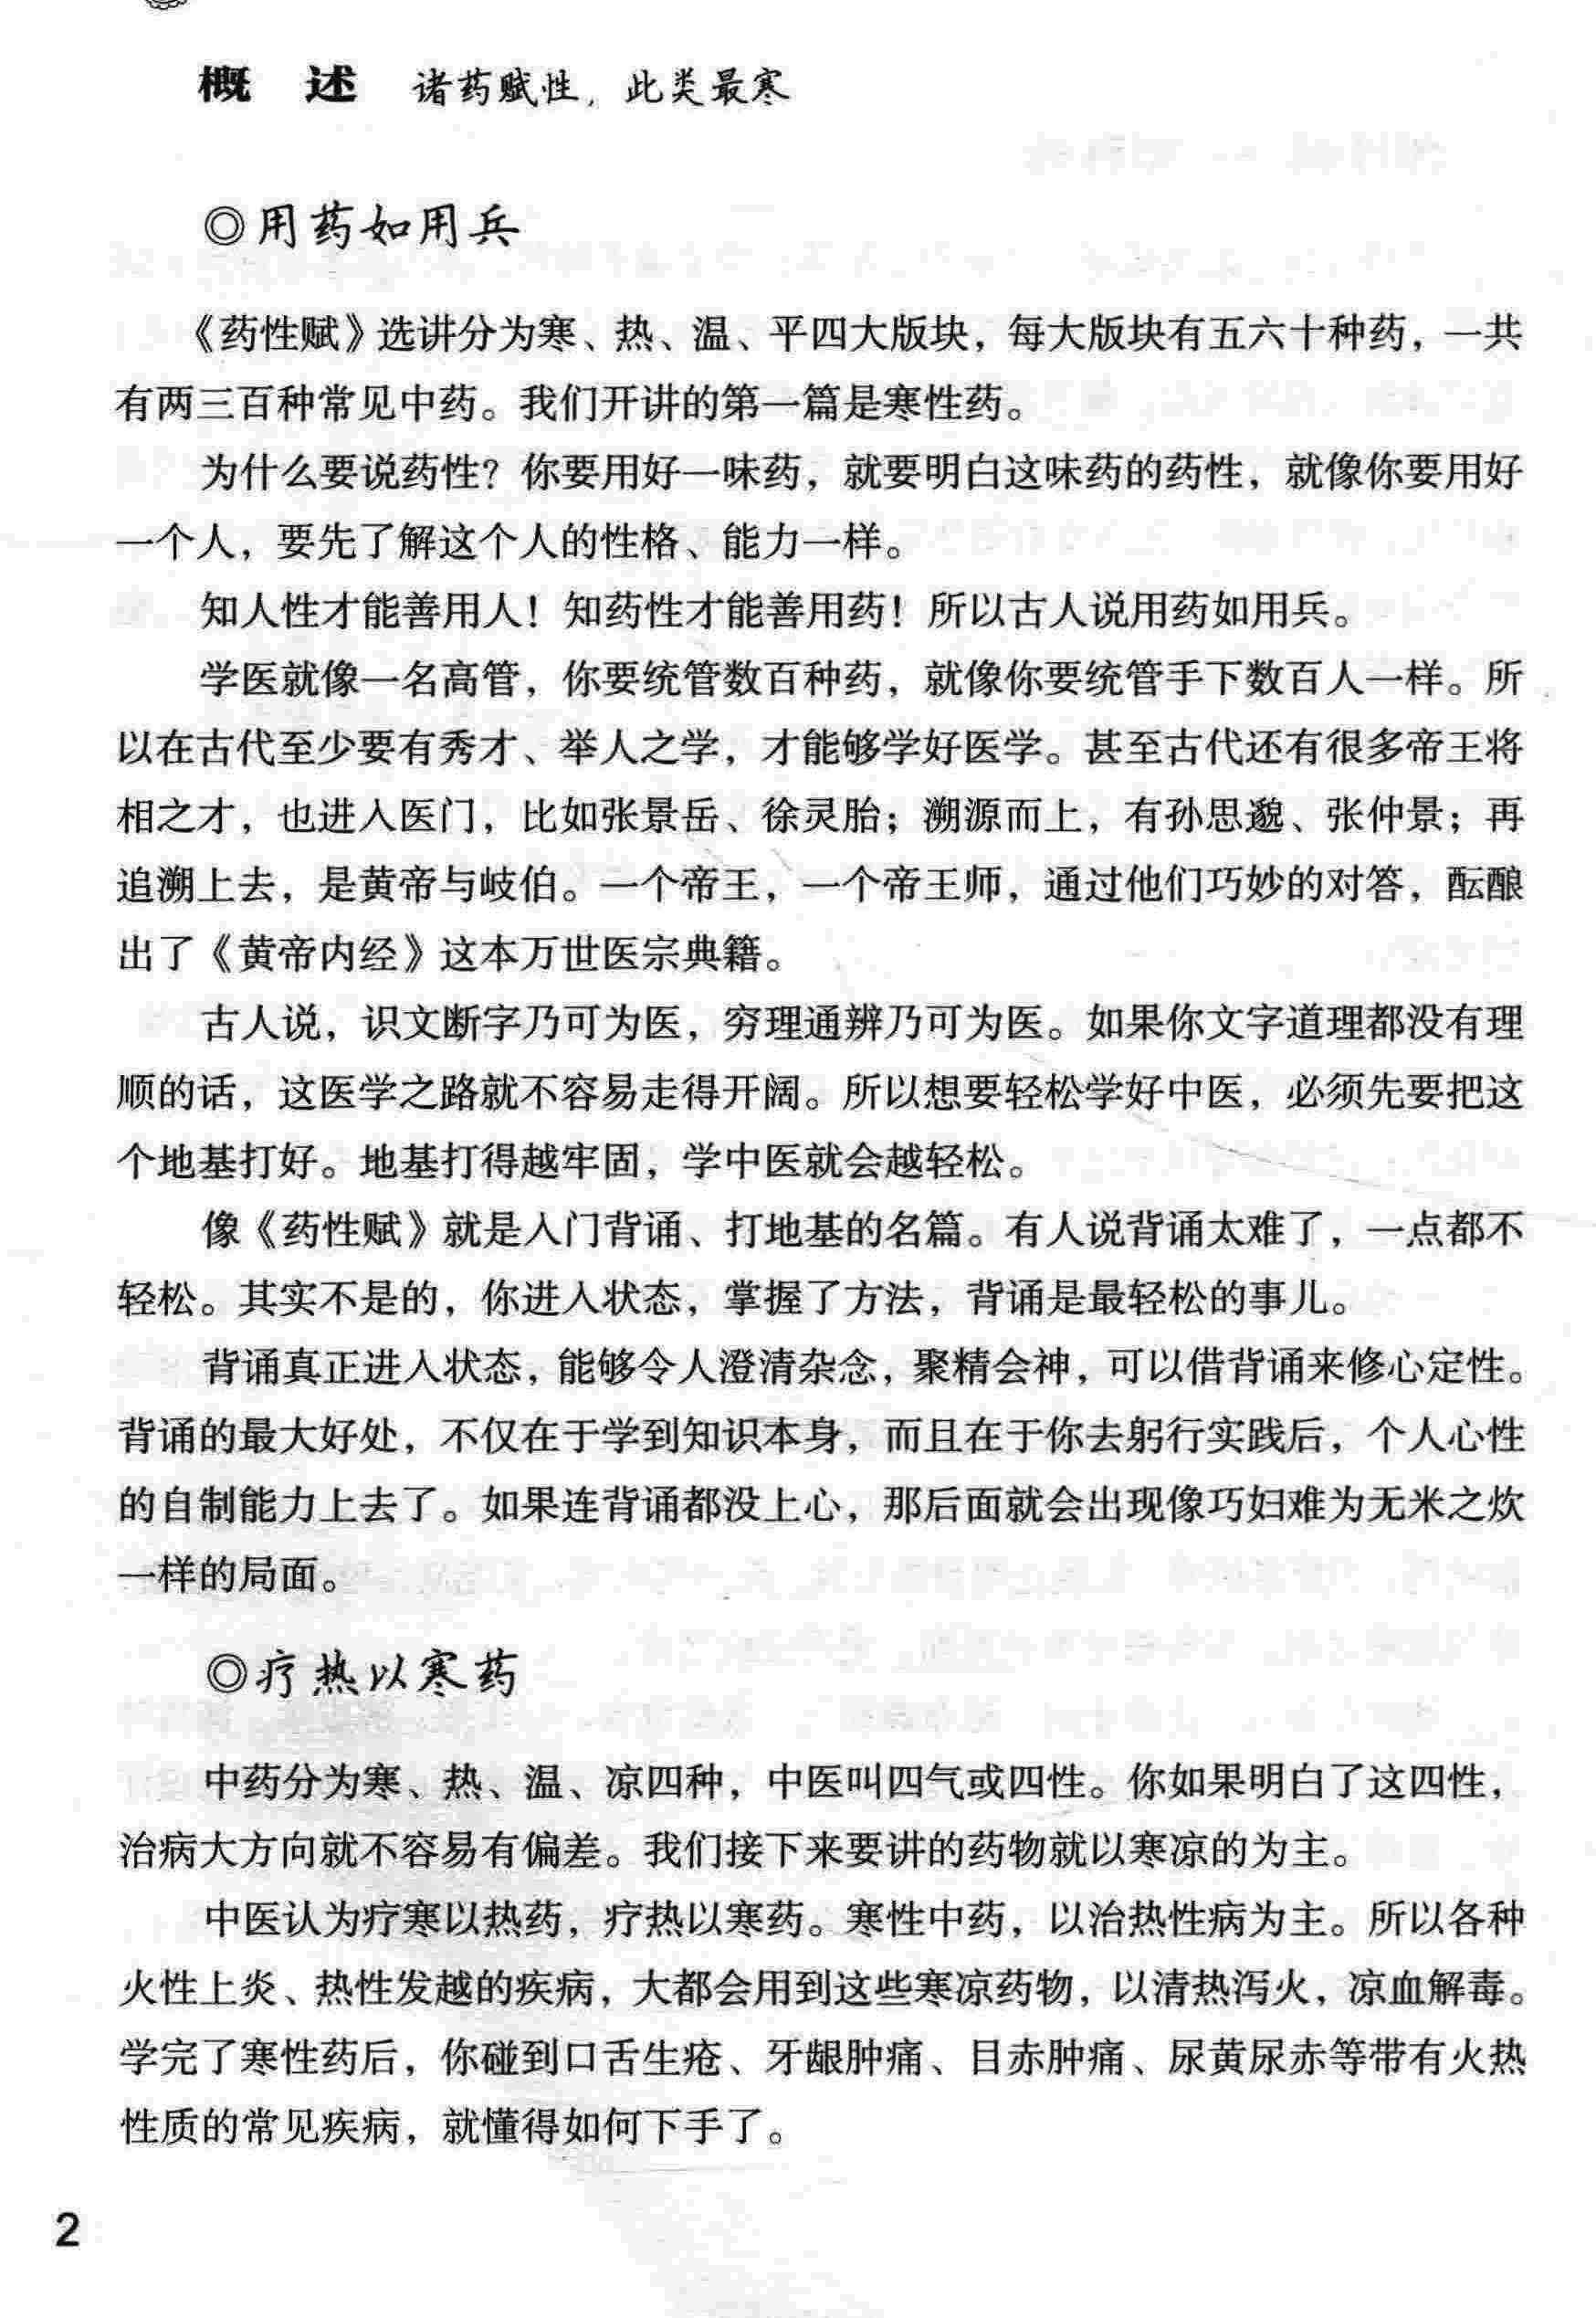 概 述 诸药赋性，此类最寒
◎用药如用兵
《药性赋》选讲分为寒、热、温、平四大版块，每大版块有五六十种药，一共
有两三百种常见中药。我们开讲的第一篇是寒性药。
为什么要说药性？你要用好一味药，就要明白这味药的药性，就像你要用好
一个人，要先了解这个人的性格、能力一样。
知人性才能善用人！知药性才能善用药！所以古人说用药如用兵。
学医就像一名高管，你要统管数百种药，就像你要统管手下数百人一样。所
以在古代至少要有秀才、举人之学，才能够学好医学。甚至古代还有很多帝王将
相之才，也进入医门，比如张景岳、徐灵胎；溯源而上，有孙思邈、张仲景；再
追溯上去，是黄帝与岐伯。一个帝王，一个帝王师，通过他们巧妙的对答，酝酿
出了《黄帝内经》这本万世医宗典籍。
古人说，识文断字乃可为医，穷理通辨乃可为医。如果你文字道理都没有理
顺的话，这医学之路就不容易走得开阔。所以想要轻松学好中医，必须先要把这
个地基打好。地基打得越牢固，学中医就会越轻松。
像《药性赋》就是入门背诵、打地基的名篇。有人说背诵太难了，一点都不
轻松。其实不是的，你进入状态，掌握了方法，背诵是最轻松的事儿。
背诵真正进入状态，能够令人澄清杂念，聚精会神，可以借背诵来修心定性。
背诵的最大好处，不仅在于学到知识本身，而且在于你去躬行实践后，个人心性
的自制能力上去了。如果连背诵都没上心，那后面就会出现像巧妇难为无米之炊
一样的局面。
◎疗热以寒药
中药分为寒、热、温、凉四种，中医叫四气或四性。你如果明白了这四性，
治病大方向就不容易有偏差。我们接下来要讲的药物就以寒凉的为主。
中医认为疗寒以热药，疗热以寒药。寒性中药，以治热性病为主。所以各种
火性上炎、热性发越的疾病，大都会用到这些寒凉药物，以清热泻火，凉血解毒。
学完了寒性药后，你碰到口舌生疮、牙龈肿痛、目赤肿痛、尿黄尿赤等带有火热
性质的常见疾病，就懂得如何下手了。
2